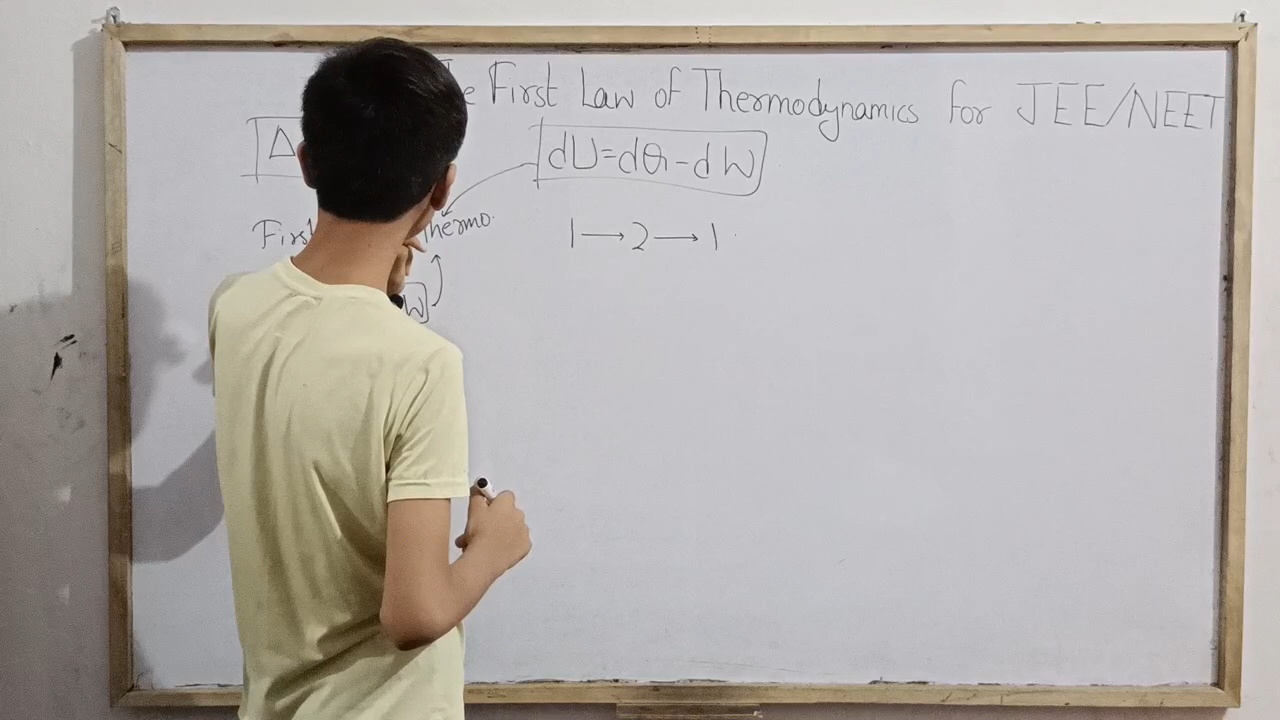 First Law of Thermodynamics for JEE/NEET
Δ dU=dQ-dW
Thermo.
1→2→1.
W